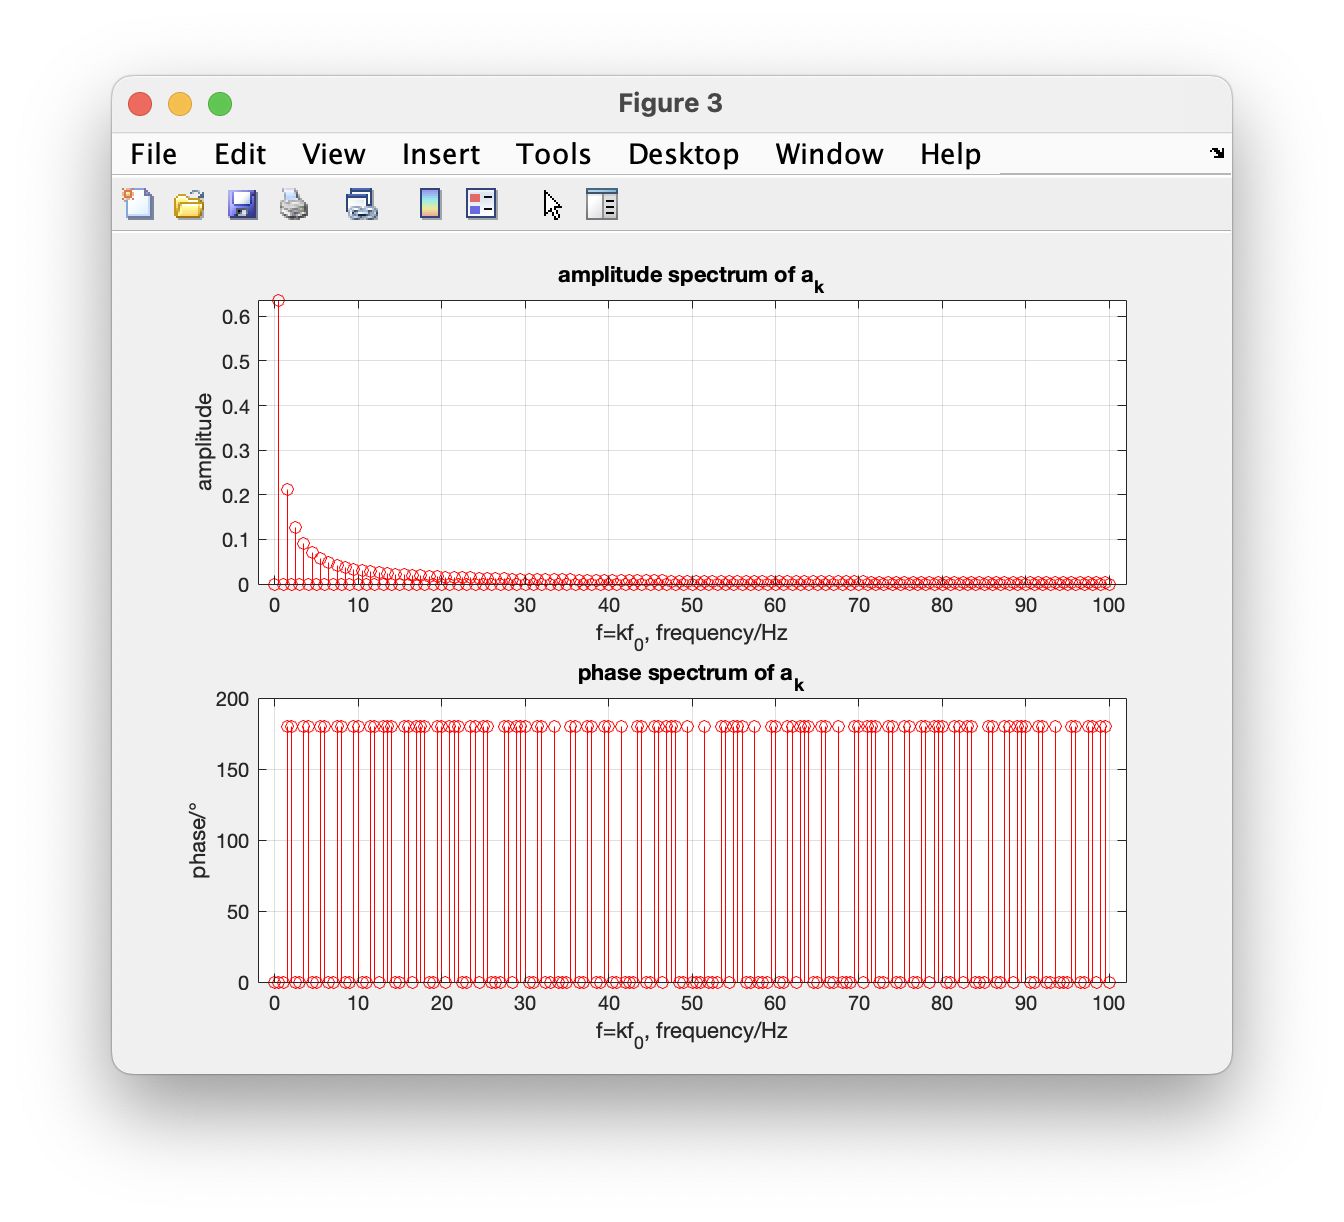 Figure 3
File Edit View Insert Tools Desktop Window Help
amplitude spectrum of a_k
amplitude
0.6
0.5
0.4
0.3
0.2
0.1
0
0 10 20 30 40 50 60 70 80 90 100
f=kf_0, frequency/Hz
phase spectrum of a_k
phase/°
200
150
100
50
0
0 10 20 30 40 50 60 70 80 90 100
f=kf_0, frequency/Hz